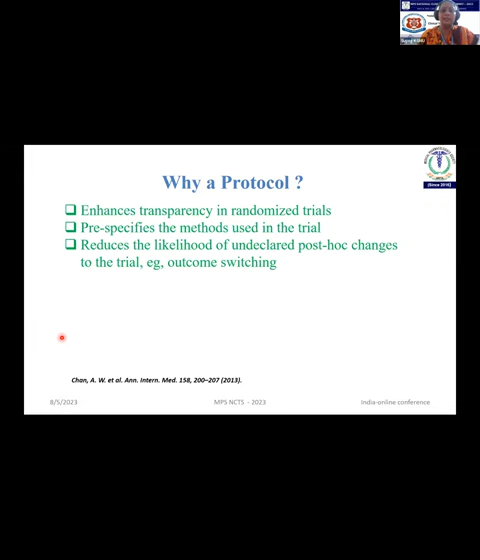 Why a Protocol ?
(Since 2016)
Enhances transparency in randomized trials
Pre-specifies the methods used in the trial
Reduces the likelihood of undeclared post-hoc changes
to the trial, eg, outcome switching
Chan, A. W. et al. Ann. Intern. Med. 158, 200–207 (2013).
8/5/2023
MPS NCTS - 2023
India-online conference